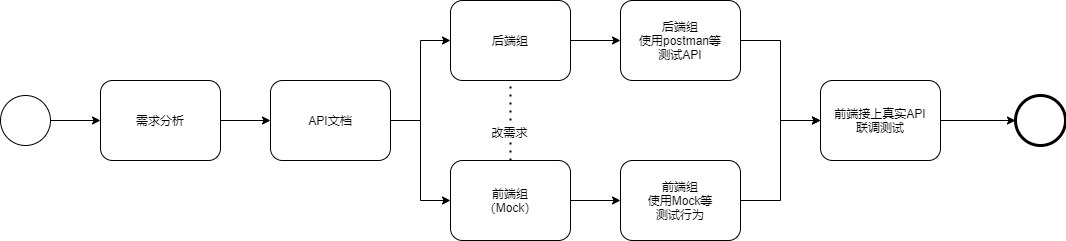 需求分析
API文档
后端组
后端组
使用postman等
测试API
改需求
前端组
（Mock）
前端组
使用Mock等
测试行为
前端接上真实API
联调测试